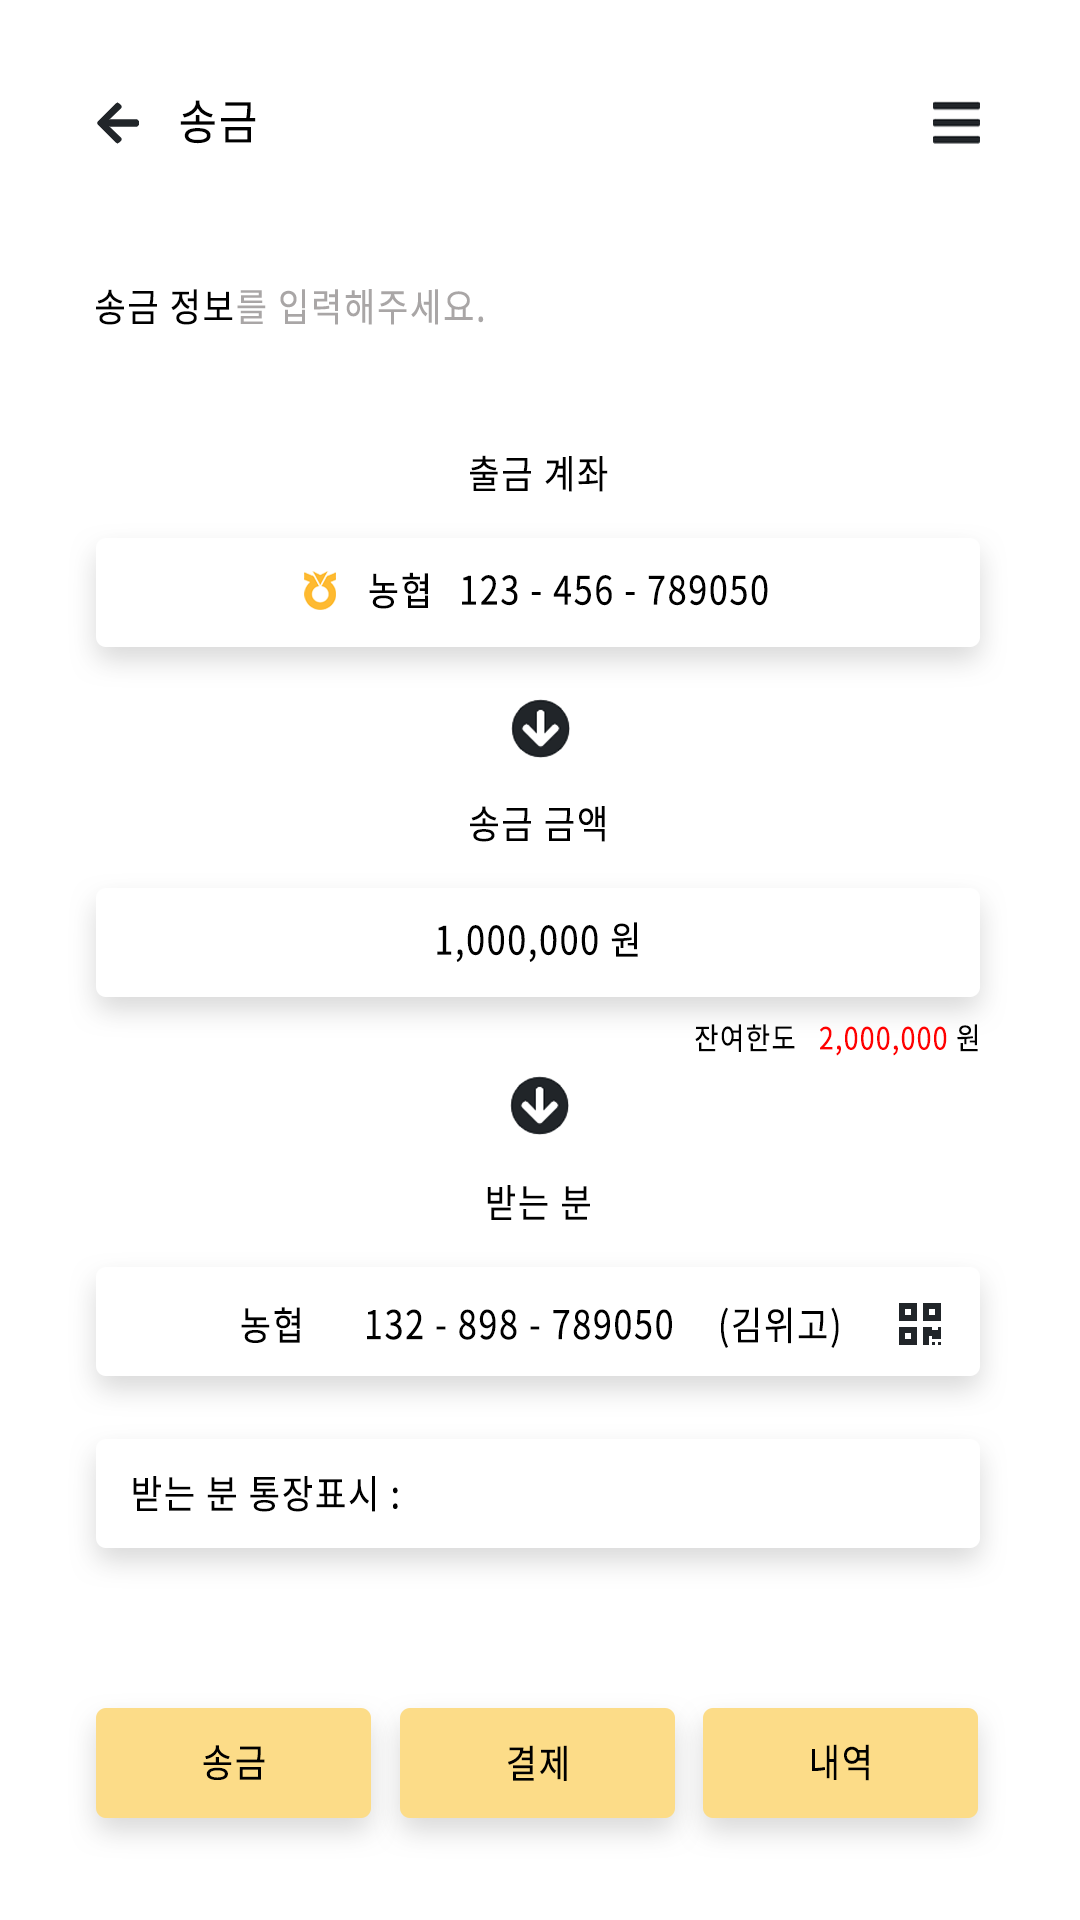 송금
송금 정보를 입력해주세요.
출금 계좌
농협 123 - 456 - 789050
송금 금액
1,000,000 원
잔여한도 2,000,000 원
받는 분
농협 132 - 898 - 789050 (김위고)
받는 분 통장표시 :
송금 결제 내역